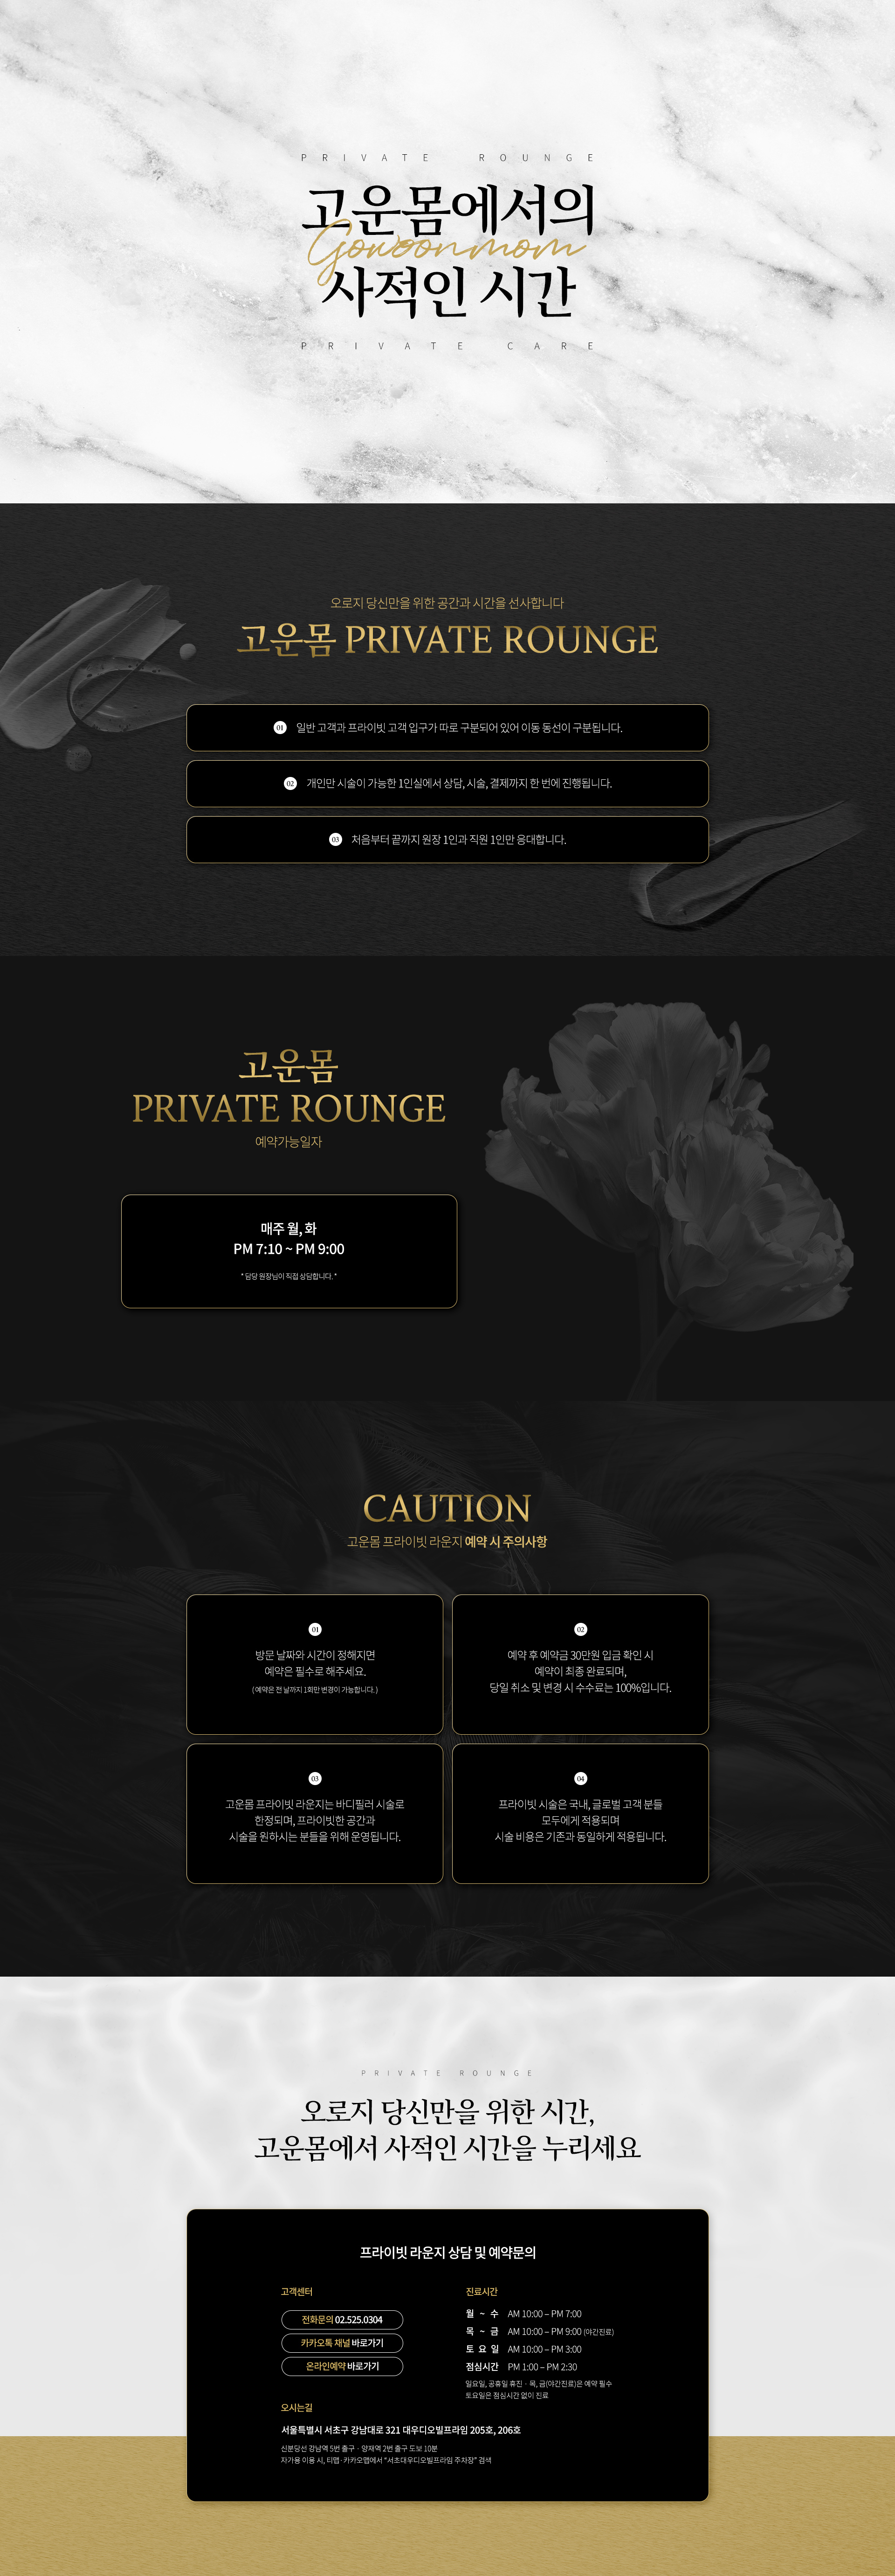 PRIVATE ROUNGE
고운몸에서의
Gowoonmom
사적인 시간
PRIVATE CARE
오로지 당신만을 위한 공간과 시간을 선사합니다
고운몸 PRIVATE ROUNGE
01 일반 고객과 프라이빗 고객 입구가 따로 구분되어 있어 이동 동선이 구분됩니다.
02 개인만 시술이 가능한 1인실에서 상담, 시술, 결제까지 한 번에 진행됩니다.
03 처음부터 끝까지 원장 1인과 직원 1인만 응대합니다.
고운몸
PRIVATE ROUNGE
예약가능일자
매주 월, 화
PM 7:10 ~ PM 9:00
* 담당 원장님이 직접 상담합니다. *
CAUTION
고운몸 프라이빗 라운지 예약 시 주의사항
01
방문 날짜와 시간이 정해지면
예약은 필수로 해주세요.
( 예약은 전 날까지 1회만 변경이 가능합니다. )
02
예약 후 예약금 30만원 입금 확인 시
예약이 최종 완료되며,
당일 취소 및 변경 시 수수료는 100%입니다.
03
고운몸 프라이빗 라운지는 바디필러 시술로
한정되며, 프라이빗한 공간과
시술을 원하시는 분들을 위해 운영됩니다.
04
프라이빗 시술은 국내, 글로벌 고객 분들
모두에게 적용되며
시술 비용은 기존과 동일하게 적용됩니다.
PRIVATE ROUNGE
오로지 당신만을 위한 시간,
고운몸에서 사적인 시간을 누리세요
프라이빗 라운지 상담 및 예약문의
고객센터
전화문의 02.525.0304
카카오톡 채널 바로가기
온라인예약 바로가기
진료시간
월 ~ 수 AM 10:00 – PM 7:00
목 ~ 금 AM 10:00 – PM 9:00 (야간진료)
토요일 AM 10:00 – PM 3:00
점심시간 PM 1:00 – PM 2:30
일요일, 공휴일 휴진 · 목, 금(야간진료)은 예약 필수
토요일은 점심시간 없이 진료
오시는길
서울특별시 서초구 강남대로 321 대우디오빌프라임 205호, 206호
신분당선 강남역 5번 출구 · 양재역 2번 출구 도보 10분
자가용 이용 시, 티맵·카카오맵에서 “서초대우디오빌프라임 주차장” 검색